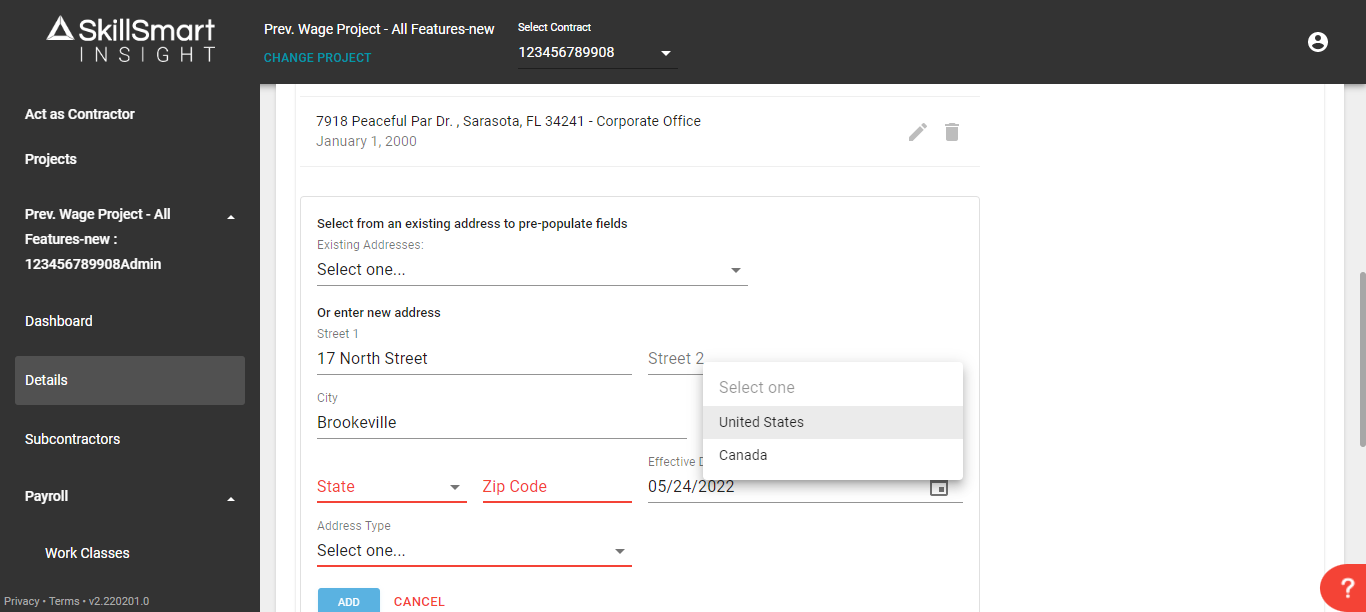 SkillSmart
INSIGHT
Prev. Wage Project - All Features-new
CHANGE PROJECT
Select Contract
123456789908
Act as Contractor
Projects
Prev. Wage Project - All
Features-new :
123456789908Admin
Dashboard
Details
Subcontractors
Payroll
Work Classes
Privacy • Terms • v2.220201.0
7918 Peaceful Par Dr. , Sarasota, FL 34241 - Corporate Office
January 1, 2000
Select from an existing address to pre-populate fields
Existing Addresses:
Select one...
Or enter new address
Street 1
17 North Street
Street 2
City
Brookeville
Select one
United States
Canada
State
Zip Code
Effective D
05/24/2022
Address Type
Select one...
ADD
CANCEL
?